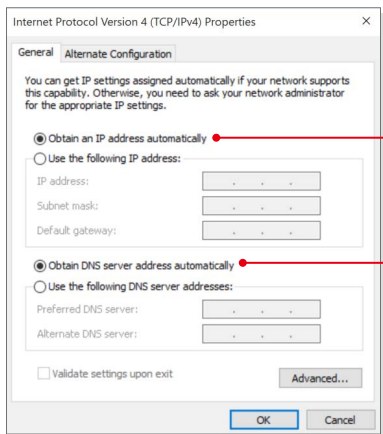 Internet Protocol Version 4 (TCP/IPv4) Properties
General
Alternate Configuration
You can get IP settings assigned automatically if your network supports
this capability. Otherwise, you need to ask your network administrator
for the appropriate IP settings.
Obtain an IP address automatically
Use the following IP address:
IP address:
Subnet mask:
Default gateway:
Obtain DNS server address automatically
Use the following DNS server addresses:
Preferred DNS server:
Alternate DNS server:
Validate settings upon exit
Advanced...
OK
Cancel